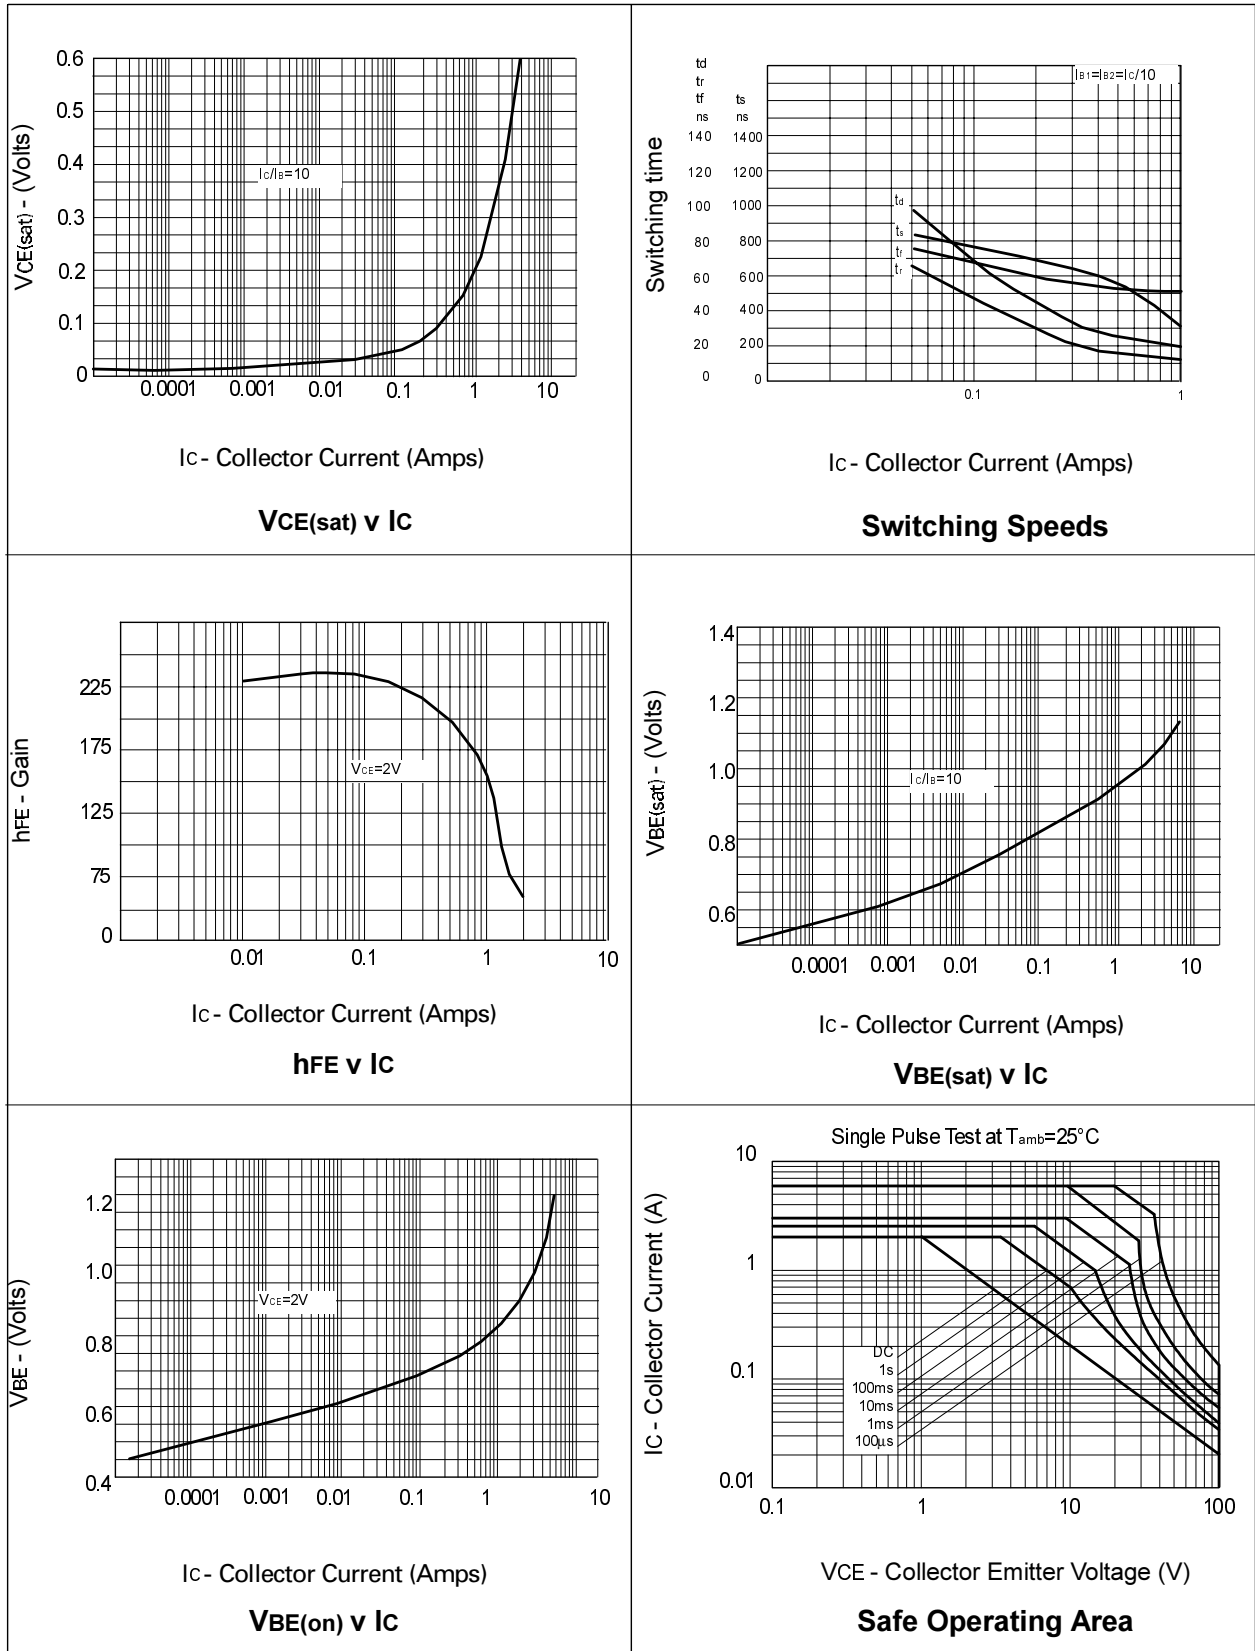 0.6
0.5
0.4
0.3
0.2
0.1
0
VCE(sat) - (Volts)
IC/IB=10
0.0001 0.001 0.01 0.1 1 10
IC - Collector Current (Amps)
VCE(sat) v IC
td
tr
tf ts
ns ns
140 1400
120 1200
100 1000
80 800
60 600
40 400
20 200
0 0
Switching time
IB1=IB2=IC/10
td
ts
tf
tr
0.1 1
IC - Collector Current (Amps)
Switching Speeds
225
175
125
75
0
hFE - Gain
VCE=2V
0.01 0.1 1 10
IC - Collector Current (Amps)
hFE v IC
1.4
1.2
1.0
0.8
0.6
VBE(sat) - (Volts)
IC/IB=10
0.0001 0.001 0.01 0.1 1 10
IC - Collector Current (Amps)
VBE(sat) v IC
1.2
1.0
0.8
0.6
0.4
VBE - (Volts)
VCE=2V
0.0001 0.001 0.01 0.1 1 10
IC - Collector Current (Amps)
VBE(on) v IC
Single Pulse Test at Tamb=25°C
10
1
0.1
0.01
IC - Collector Current (A)
DC
1s
100ms
10ms
1ms
100µs
0.1 1 10 100
VCE - Collector Emitter Voltage (V)
Safe Operating Area